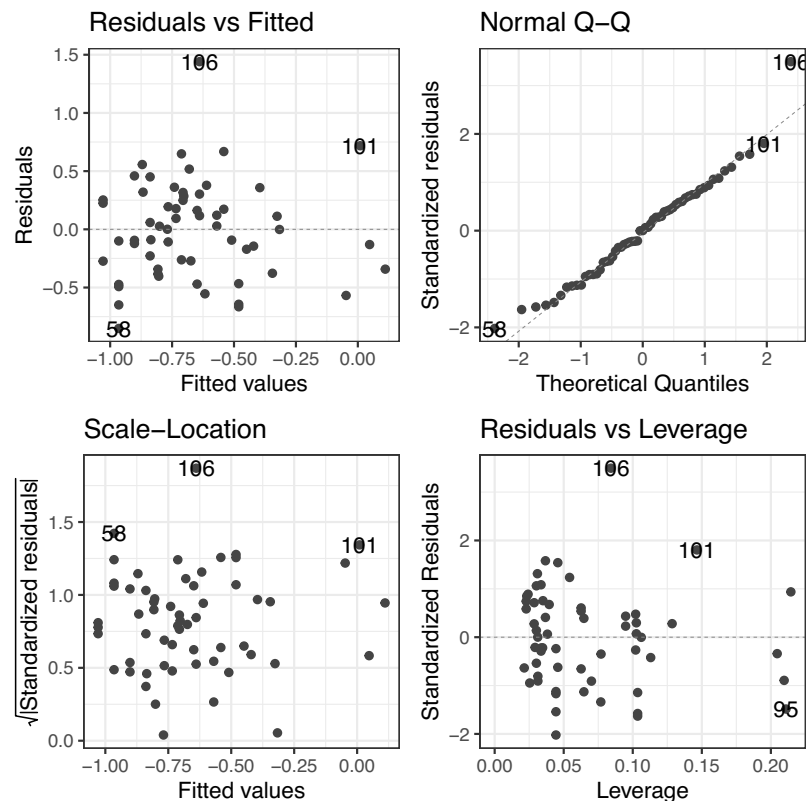 Residuals vs Fitted
1.5
1.0
0.5
0.0
−0.5
Residuals
106
101
58
−1.00 −0.75 −0.50 −0.25 0.00
Fitted values
Normal Q−Q
2
0
−2
Standardized residuals
106
101
58
−2 −1 0 1 2
Theoretical Quantiles
Scale−Location
1.5
1.0
0.5
0.0
√|Standardized residuals|
106
58
101
−1.00 −0.75 −0.50 −0.25 0.00
Fitted values
Residuals vs Leverage
2
0
−2
Standardized Residuals
106
101
95
0.00 0.05 0.10 0.15 0.20
Leverage